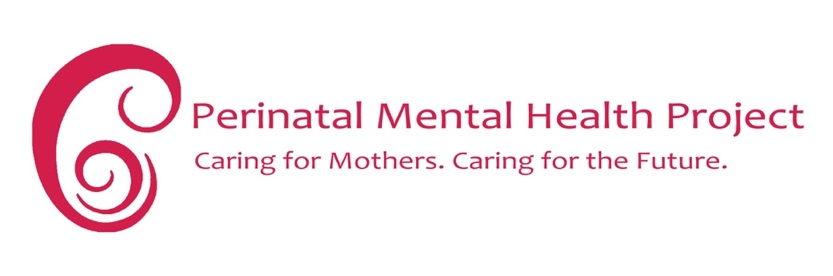 Perinatal Mental Health Project
Caring for Mothers. Caring for the Future.